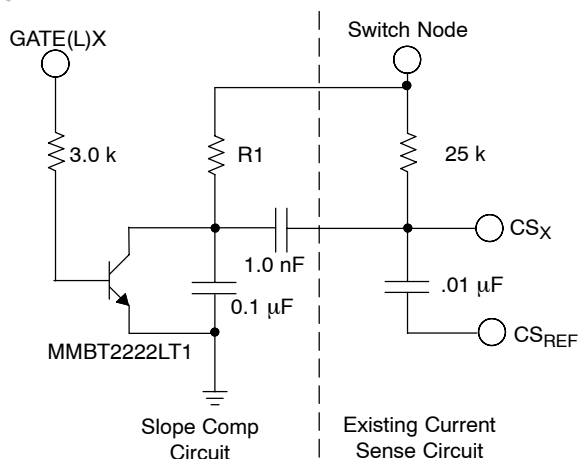 GATE(L)X
Switch Node
3.0 k
R1
25 k
CSX
1.0 nF
0.1 μF
.01 μF
CSREF
MMBT2222LT1
Slope Comp
Circuit
Existing Current
Sense Circuit